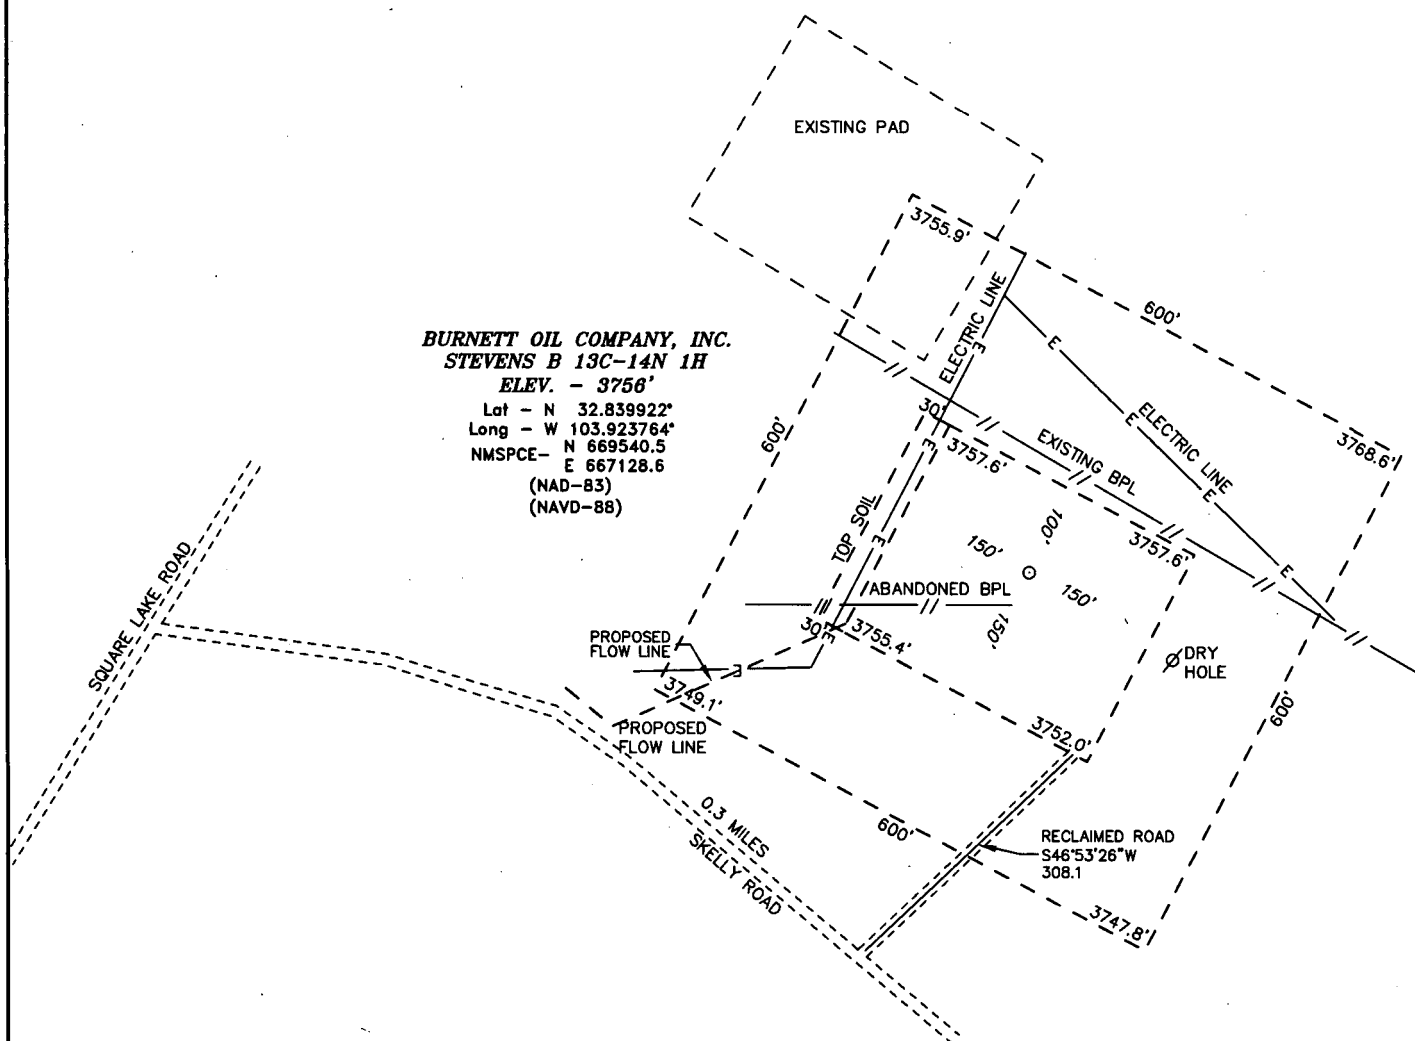 EXISTING PAD
3755.9'
600'
ELECTRIC LINE
E
E
BURNETT OIL COMPANY, INC.
STEVENS B 13C-14N 1H
ELEV. - 3756'
Lat - N 32.839922°
Long - W 103.923764°
NMSPCE- N 669540.5
E 667128.6
(NAD-83)
(NAVD-88)
600'
30'
E
3757.6'
EXISTING BPL
E
ELECTRIC LINE
E
3768.6'
TOP SOIL
E
150'
100'
3757.6'
E
150'
ABANDONED BPL
150'
30'
E
3755.4'
SQUARE LAKE ROAD
PROPOSED
FLOW LINE
E
3749.1'
DRY
HOLE
600'
PROPOSED
FLOW LINE
3752.0'
0.3 MILES
SKELLY ROAD
600'
RECLAIMED ROAD
S46°53'26"W
308.1
3747.8'